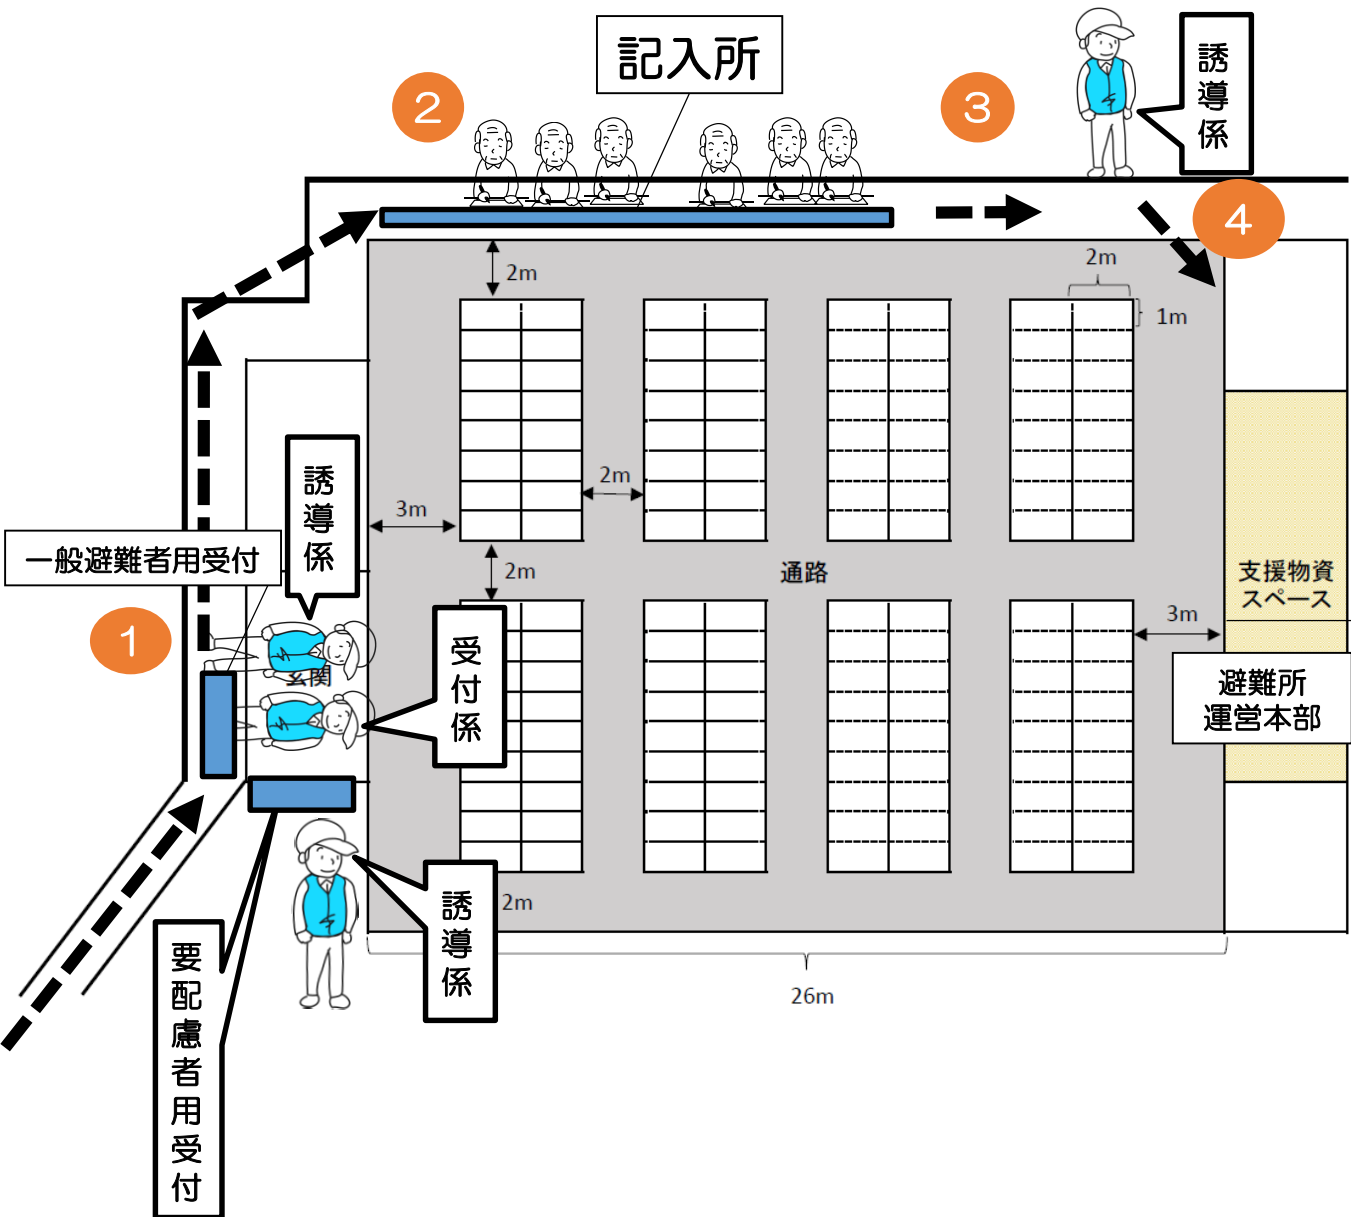 記入所
誘導係
2
3
4
2m
2m
1m
誘導係
2m
3m
一般避難者用受付
2m
通路
支援物資
スペース
1
受付係
3m
玄関
避難所
運営本部
誘導係
2m
要配慮者用受付
26m